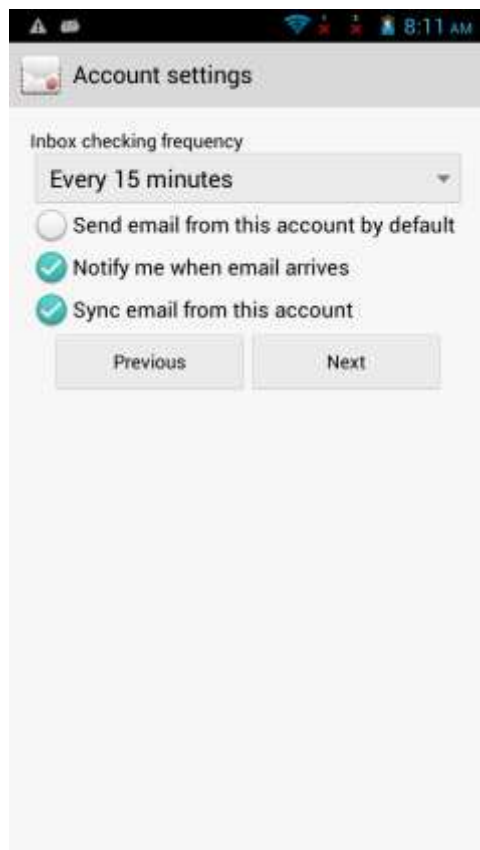 8:11 AM
Account settings
Inbox checking frequency
Every 15 minutes
Send email from this account by default
Notify me when email arrives
Sync email from this account
Previous Next